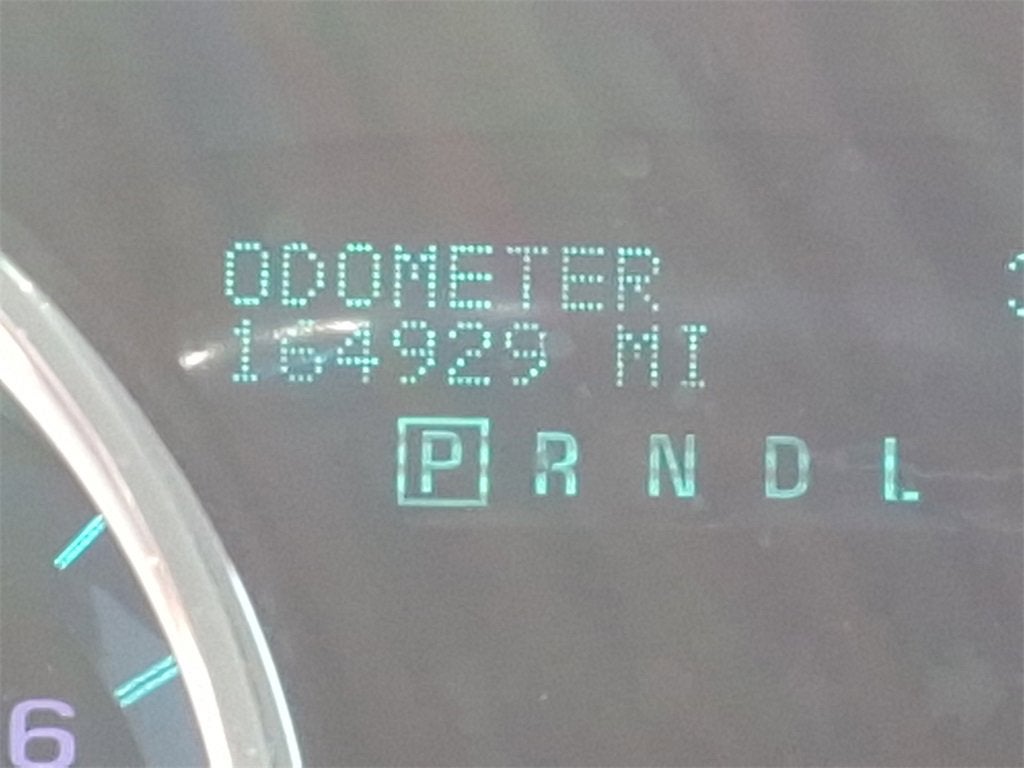 ODOMETER
164929 MI
P R N D L
6